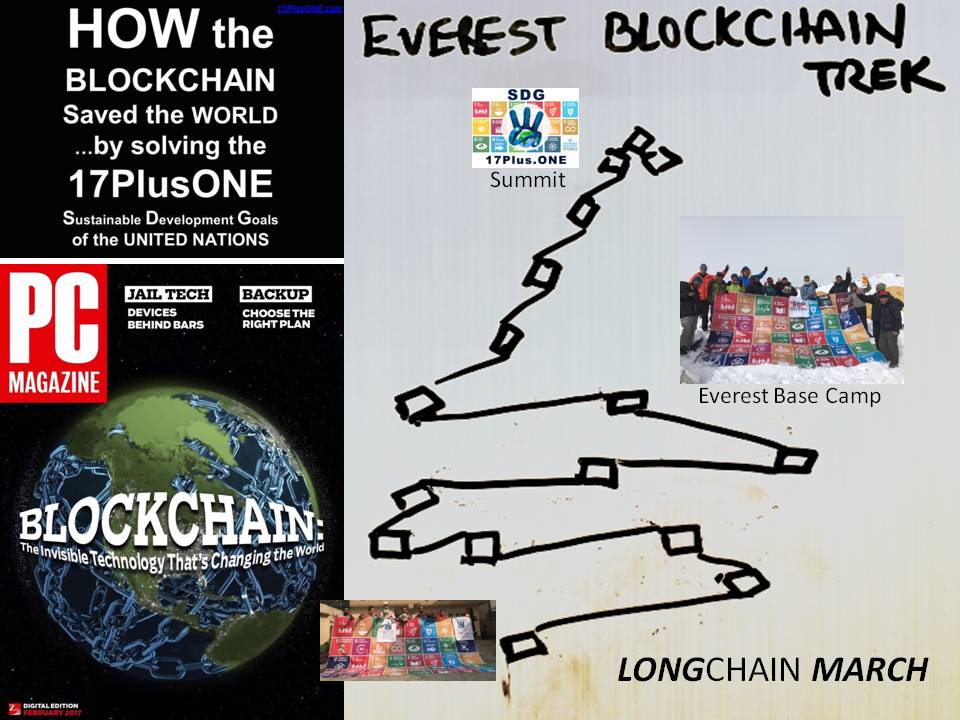 17PlusONE.com
HOW the
BLOCKCHAIN
Saved the WORLD
...by solving the
17PlusONE
Sustainable Development Goals
of the UNITED NATIONS
PC
MAGAZINE
JAIL TECH
DEVICES
BEHIND BARS
BACKUP
CHOOSE THE
RIGHT PLAN
BLOCKCHAIN:
The Invisible Technology That's Changing the World
DIGITAL EDITION
FEBRUARY 2017
EVEREST BLOCKCHAIN
TREK
SDG
17Plus.ONE
Summit
Everest Base Camp
LONGCHAIN MARCH